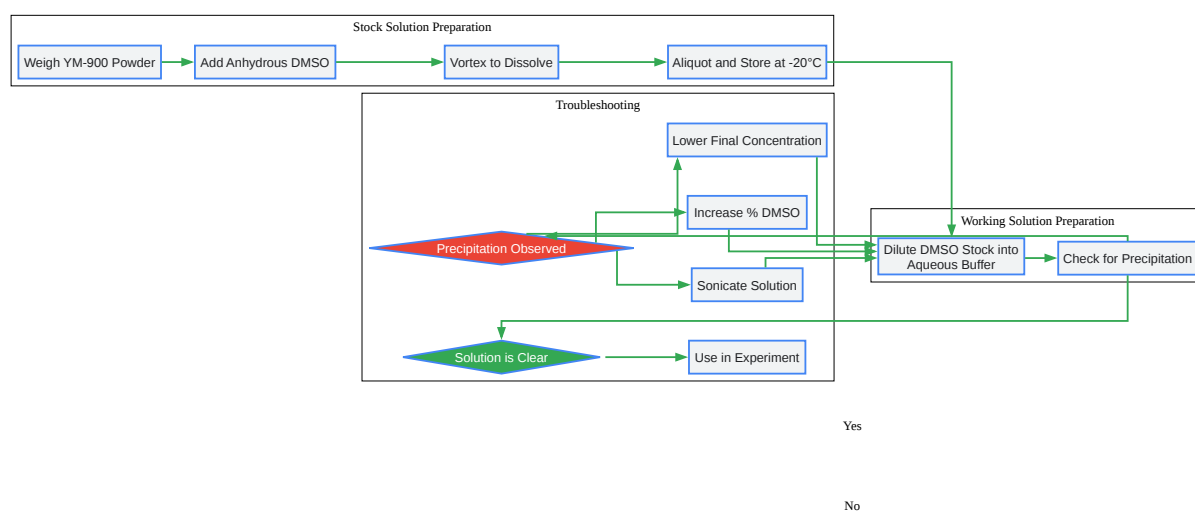 Stock Solution Preparation
Weigh YM-900 Powder
Add Anhydrous DMSO
Vortex to Dissolve
Aliquot and Store at -20°C
Troubleshooting
Lower Final Concentration
Increase % DMSO
Precipitation Observed
Sonicate Solution
Solution is Clear
Use in Experiment
Working Solution Preparation
Dilute DMSO Stock into
Aqueous Buffer
Check for Precipitation
Yes
No